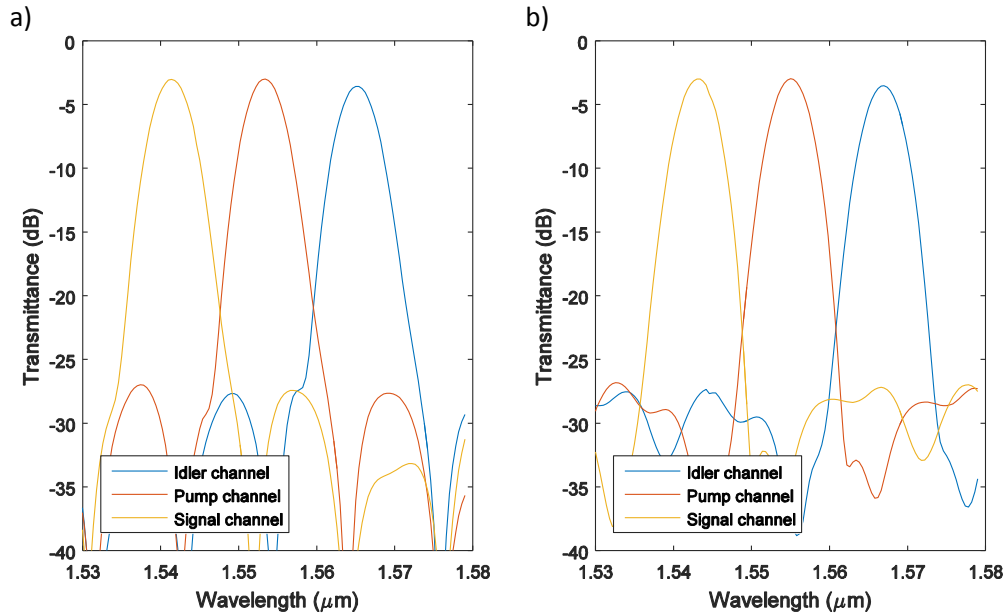 a)
0
-5
-10
-15
-20
-25
-30
-35
-40
Transmittance (dB)
Idler channel
Pump channel
Signal channel
1.53 1.54 1.55 1.56 1.57 1.58
Wavelength (μm)
b)
0
-5
-10
-15
-20
-25
-30
-35
-40
Transmittance (dB)
Idler channel
Pump channel
Signal channel
1.53 1.54 1.55 1.56 1.57 1.58
Wavelength (μm)